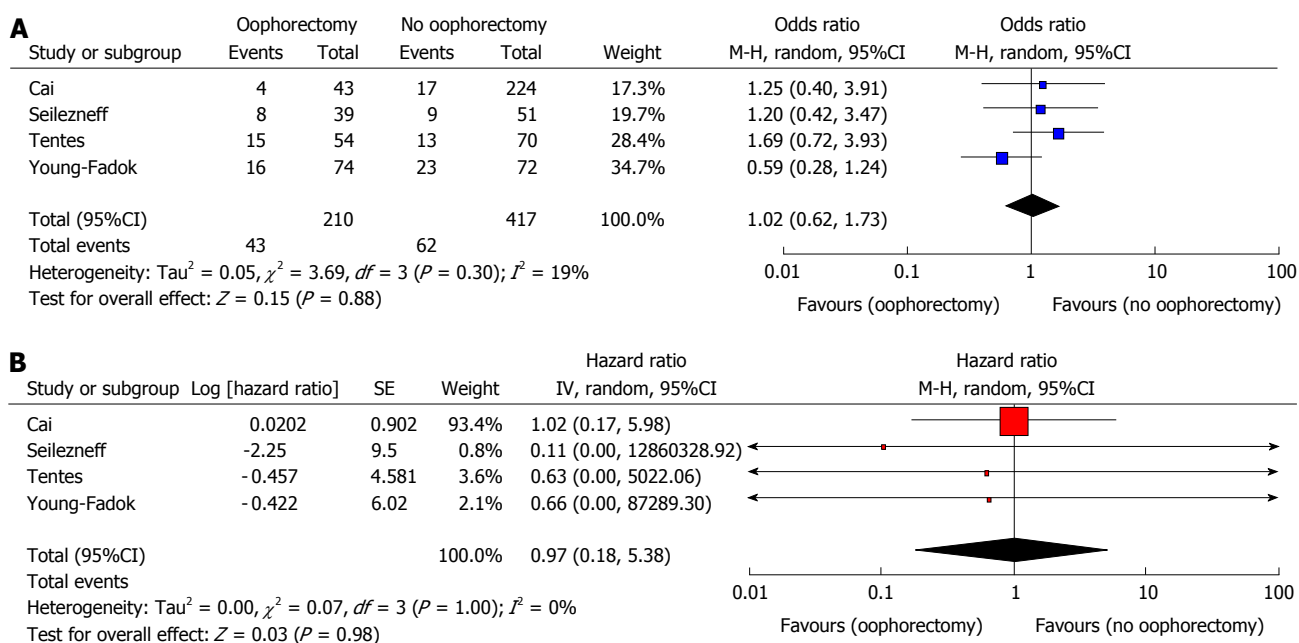 A
Oophorectomy No oophorectomy Odds ratio Odds ratio
Study or subgroup Events Total Events Total Weight M-H, random, 95%CI M-H, random, 95%CI
Cai 4 43 17 224 17.3% 1.25 (0.40, 3.91)
Seilezneff 8 39 9 51 19.7% 1.20 (0.42, 3.47)
Tentes 15 54 13 70 28.4% 1.69 (0.72, 3.93)
Young-Fadok 16 74 23 72 34.7% 0.59 (0.28, 1.24)
Total (95%CI) 210 417 100.0% 1.02 (0.62, 1.73)
Total events 43 62
Heterogeneity: Tau² = 0.05, χ² = 3.69, df = 3 (P = 0.30); I² = 19%
Test for overall effect: Z = 0.15 (P = 0.88)
0.01 0.1 1 10 100
Favours (oophorectomy) Favours (no oophorectomy)
B
Hazard ratio Hazard ratio
Study or subgroup Log [hazard ratio] SE Weight IV, random, 95%CI M-H, random, 95%CI
Cai 0.0202 0.902 93.4% 1.02 (0.17, 5.98)
Seilezneff -2.25 9.5 0.8% 0.11 (0.00, 12860328.92)
Tentes -0.457 4.581 3.6% 0.63 (0.00, 5022.06)
Young-Fadok -0.422 6.02 2.1% 0.66 (0.00, 87289.30)
Total (95%CI) 100.0% 0.97 (0.18, 5.38)
Total events
Heterogeneity: Tau² = 0.00, χ² = 0.07, df = 3 (P = 1.00); I² = 0%
Test for overall effect: Z = 0.03 (P = 0.98)
0.01 0.1 1 10 100
Favours (oophorectomy) Favours (no oophorectomy)